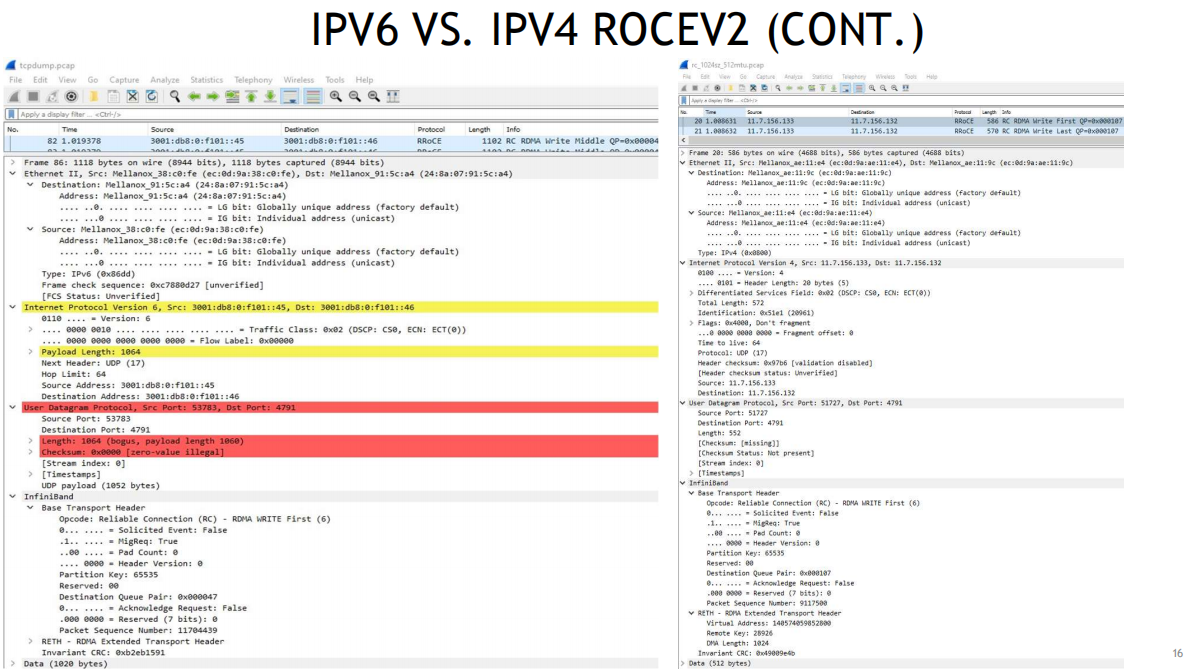 IPV6 VS. IPV4 ROCEV2 (CONT.)
tcpdump.pcap
File Edit View Go Capture Analyze Statistics Telephony Wireless Tools Help
Apply a display filter ... <Ctrl-/>
No. Time Source Destination Protocol Length Info
82 1.019378 3001:db8:0:f101::45 3001:db8:0:f101::46 RRoCE 1102 RC RDMA Write Middle QP=0x00004
> Frame 86: 1118 bytes on wire (8944 bits), 1118 bytes captured (8944 bits)
Ethernet II, Src: Mellanox_38:c0:fe (ec:0d:9a:38:c0:fe), Dst: Mellanox_91:5c:a4 (24:8a:07:91:5c:a4)
Destination: Mellanox_91:5c:a4 (24:8a:07:91:5c:a4)
Address: Mellanox_91:5c:a4 (24:8a:07:91:5c:a4)
.... ..0. .... .... .... .... = LG bit: Globally unique address (factory default)
.... ...0 .... .... .... .... = IG bit: Individual address (unicast)
Source: Mellanox_38:c0:fe (ec:0d:9a:38:c0:fe)
Address: Mellanox_38:c0:fe (ec:0d:9a:38:c0:fe)
.... ..0. .... .... .... .... = LG bit: Globally unique address (factory default)
.... ...0 .... .... .... .... = IG bit: Individual address (unicast)
Type: IPv6 (0x86dd)
Frame check sequence: 0xc7880d27 [unverified]
[FCS Status: Unverified]
Internet Protocol Version 6, Src: 3001:db8:0:f101::45, Dst: 3001:db8:0:f101::46
0110 .... = Version: 6
> .... 0000 0010 .... .... .... .... .... = Traffic Class: 0x02 (DSCP: CS0, ECN: ECT(0))
.... 0000 0000 0000 0000 0000 = Flow Label: 0x00000
> Payload Length: 1064
Next Header: UDP (17)
Hop Limit: 64
Source Address: 3001:db8:0:f101::45
Destination Address: 3001:db8:0:f101::46
User Datagram Protocol, Src Port: 53783, Dst Port: 4791
Source Port: 53783
Destination Port: 4791
> Length: 1064 (bogus, payload length 1060)
> Checksum: 0x0000 [zero-value illegal]
[Stream index: 0]
> [Timestamps]
UDP payload (1052 bytes)
InfiniBand
Base Transport Header
Opcode: Reliable Connection (RC) - RDMA WRITE First (6)
0... .... = Solicited Event: False
.1.. .... = MigReq: True
..00 .... = Pad Count: 0
.... 0000 = Header Version: 0
Partition Key: 65535
Reserved: 00
Destination Queue Pair: 0x000047
0... .... = Acknowledge Request: False
.000 0000 = Reserved (7 bits): 0
Packet Sequence Number: 11704439
> RETH - RDMA Extended Transport Header
Invariant CRC: 0xb2eb1591
> Data (1020 bytes)
rc_1024sz_512mtu.pcap
File Edit View Go Capture Analyze Statistics Telephony Wireless Tools Help
Apply a display filter ... <Ctrl-/>
No. Time Source Destination Protocol Length Info
20 1.008631 11.7.156.133 11.7.156.132 RRoCE 586 RC RDMA Write First QP=0x000107
21 1.008632 11.7.156.133 11.7.156.132 RRoCE 570 RC RDMA Write Last QP=0x000107
<
> Frame 20: 586 bytes on wire (4688 bits), 586 bytes captured (4688 bits)
Ethernet II, Src: Mellanox_ae:11:e4 (ec:0d:9a:ae:11:e4), Dst: Mellanox_ae:11:9c (ec:0d:9a:ae:11:9c)
Destination: Mellanox_ae:11:9c (ec:0d:9a:ae:11:9c)
Address: Mellanox_ae:11:9c (ec:0d:9a:ae:11:9c)
.... ..0. .... .... .... .... = LG bit: Globally unique address (factory default)
.... ...0 .... .... .... .... = IG bit: Individual address (unicast)
Source: Mellanox_ae:11:e4 (ec:0d:9a:ae:11:e4)
Address: Mellanox_ae:11:e4 (ec:0d:9a:ae:11:e4)
.... ..0. .... .... .... .... = LG bit: Globally unique address (factory default)
.... ...0 .... .... .... .... = IG bit: Individual address (unicast)
Type: IPv4 (0x0800)
Internet Protocol Version 4, Src: 11.7.156.133, Dst: 11.7.156.132
0100 .... = Version: 4
.... 0101 = Header Length: 20 bytes (5)
> Differentiated Services Field: 0x02 (DSCP: CS0, ECN: ECT(0))
Total Length: 572
Identification: 0x51e1 (20961)
> Flags: 0x4000, Don't fragment
...0 0000 0000 0000 = Fragment offset: 0
Time to live: 64
Protocol: UDP (17)
Header checksum: 0x97b6 [validation disabled]
[Header checksum status: Unverified]
Source: 11.7.156.133
Destination: 11.7.156.132
User Datagram Protocol, Src Port: 51727, Dst Port: 4791
Source Port: 51727
Destination Port: 4791
Length: 552
[Checksum: [missing]]
[Checksum Status: Not present]
[Stream index: 0]
> [Timestamps]
InfiniBand
Base Transport Header
Opcode: Reliable Connection (RC) - RDMA WRITE First (6)
0... .... = Solicited Event: False
.1.. .... = MigReq: True
..00 .... = Pad Count: 0
.... 0000 = Header Version: 0
Partition Key: 65535
Reserved: 00
Destination Queue Pair: 0x000107
0... .... = Acknowledge Request: False
.000 0000 = Reserved (7 bits): 0
Packet Sequence Number: 9117500
RETH - RDMA Extended Transport Header
Virtual Address: 140574059852800
Remote Key: 28926
DMA Length: 1024
Invariant CRC: 0x49009e4b
> Data (512 bytes)
16